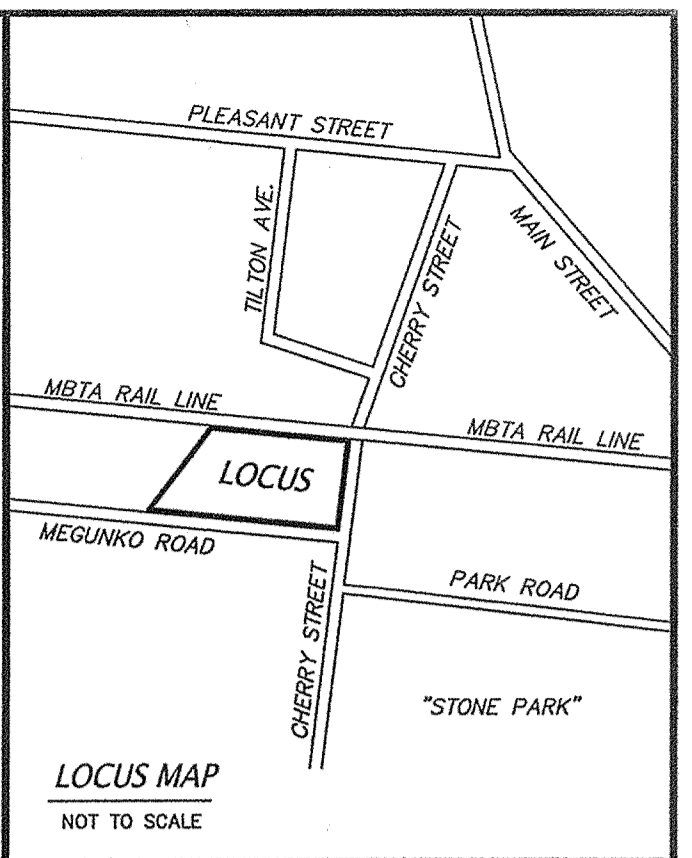 PLEASANT STREET
TILTON AVE.
CHERRY STREET
MAIN STREET
MBTA RAIL LINE
MBTA RAIL LINE
LOCUS
MEGUNKO ROAD
PARK ROAD
CHERRY STREET
"STONE PARK"
LOCUS MAP
NOT TO SCALE